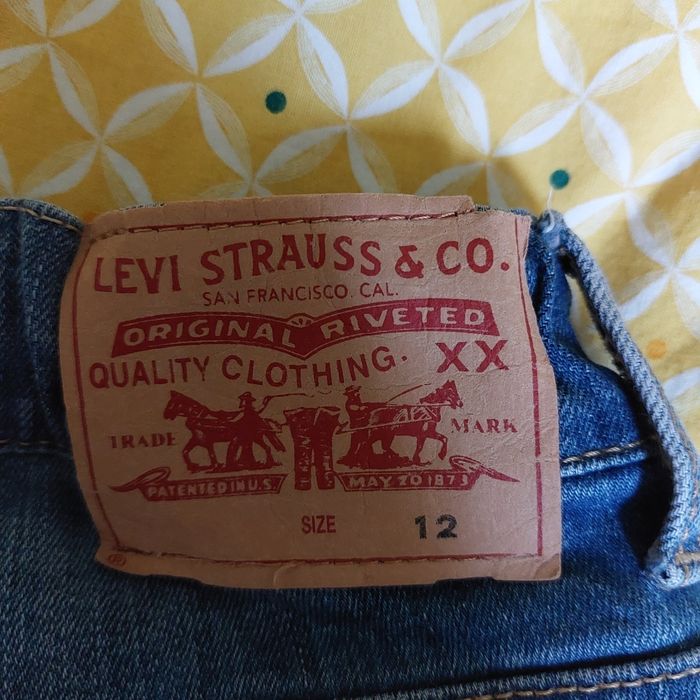 LEVI STRAUSS & CO.
SAN FRANCISCO. CAL.
ORIGINAL RIVETED
QUALITY CLOTHING. XX
TRADE MARK
PATENTED IN U.S. MAY 20 1873
SIZE 12
®